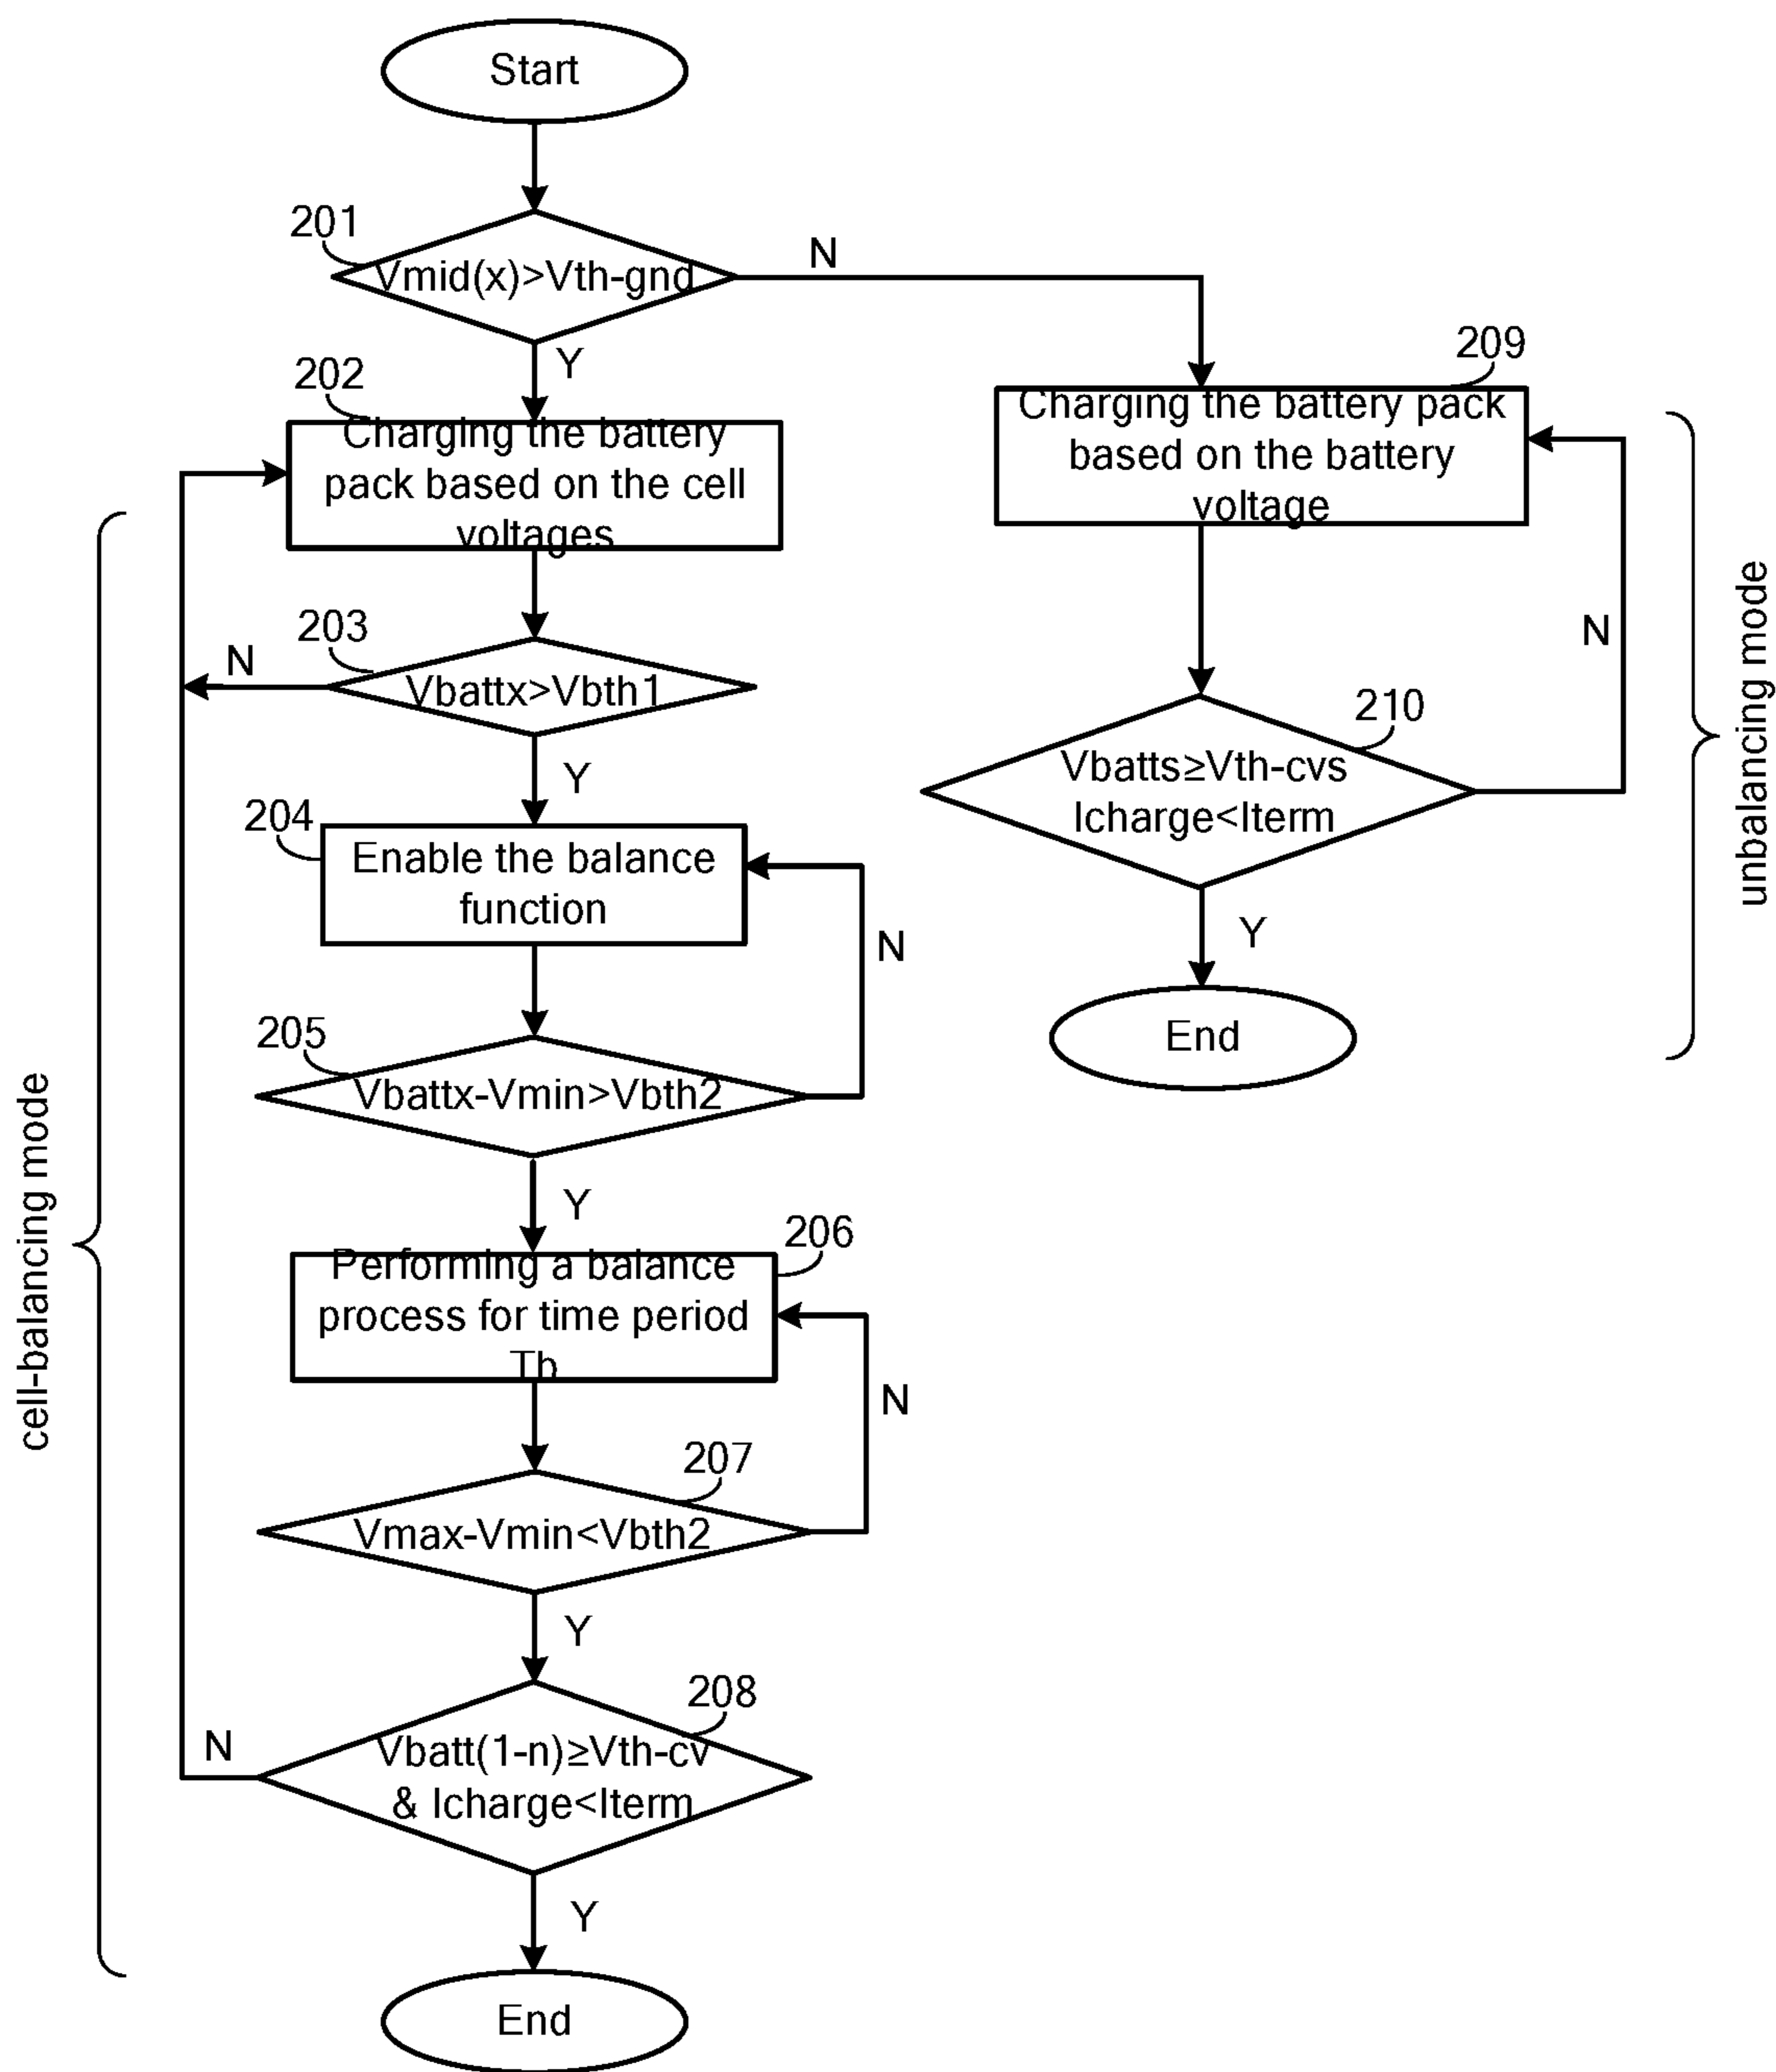 Start
201
Vmid(x)>Vth-gnd
N
Y
202
Charging the battery
pack based on the cell
voltages
203
N
Vbattx>Vbth1
Y
204
Enable the balance
function
N
205
Vbattx-Vmin>Vbth2
Y
206
Performing a balance
process for time period
Tb
N
207
Vmax-Vmin<Vbth2
Y
208
N
Vbatt(1-n)≥Vth-cv
& Icharge<Iterm
Y
End
cell-balancing mode
209
Charging the battery pack
based on the battery
voltage
N
210
Vbatts≥Vth-cvs
Icharge<Iterm
Y
End
unbalancing mode